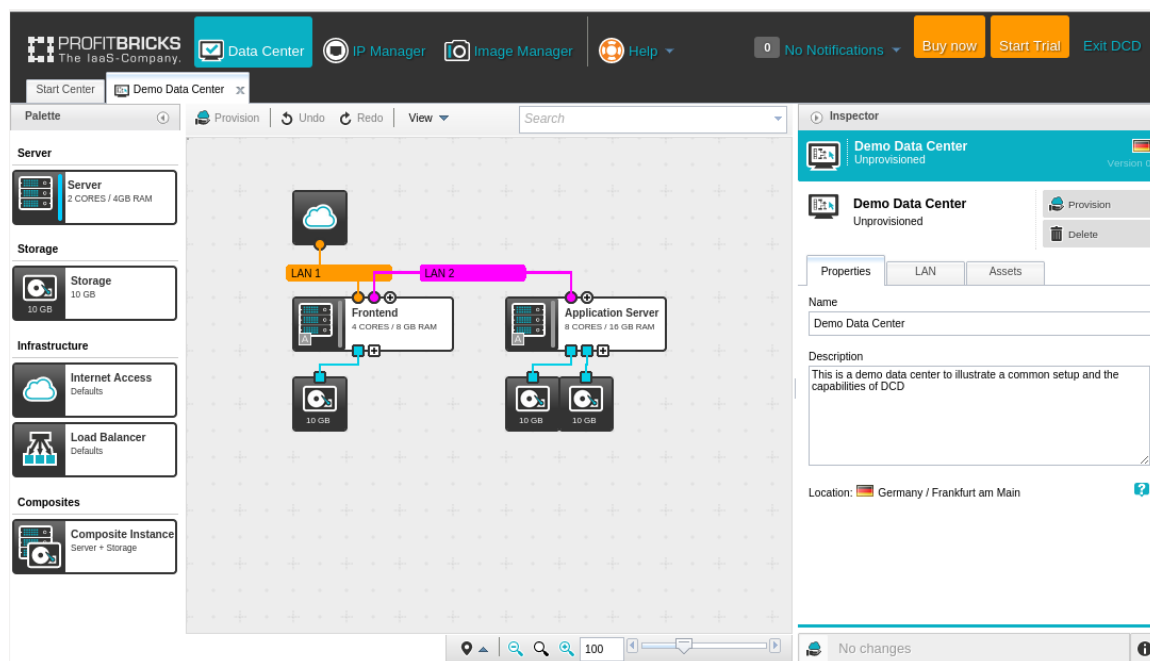 PROFITBRICKS
The IaaS-Company.
Data Center
IP Manager
Image Manager
Help
0
No Notifications
Buy now
Start Trial
Exit DCD
Start Center
Demo Data Center
Palette
Provision
Undo
Redo
View
Search
Inspector
Server
Server
2 CORES / 4GB RAM
Storage
Storage
10 GB
10 GB
Infrastructure
Internet Access
Defaults
Load Balancer
Defaults
Composites
Composite Instance
Server + Storage
LAN 1
LAN 2
Frontend
4 CORES / 8 GB RAM
A
Application Server
8 CORES / 16 GB RAM
A
10 GB
10 GB
10 GB
100
Demo Data Center
Unprovisioned
Version 0
Demo Data Center
Unprovisioned
Provision
Delete
Properties
LAN
Assets
Name
Demo Data Center
Description
This is a demo data center to illustrate a common setup and the
capabilities of DCD
Location:
Germany / Frankfurt am Main
?
No changes